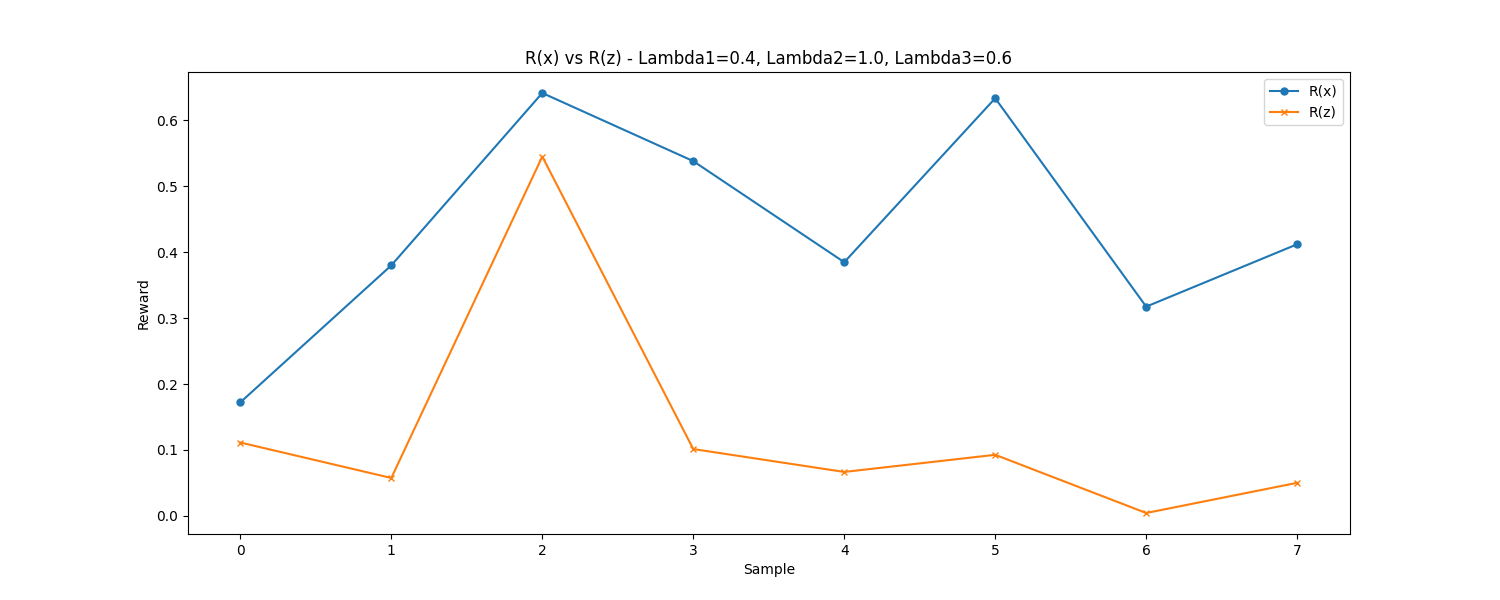 R(x) vs R(z) - Lambda1=0.4, Lambda2=1.0, Lambda3=0.6
R(x)
R(z)
Reward
0.6
0.5
0.4
0.3
0.2
0.1
0.0
0 1 2 3 4 5 6 7
Sample